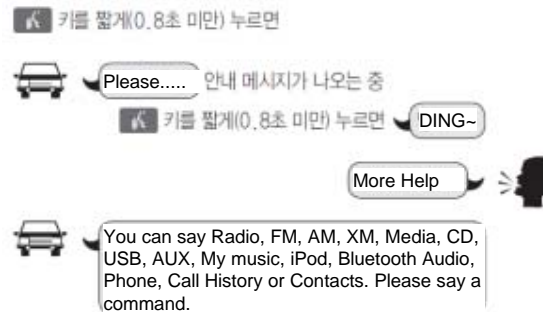 키를 짧게(0.8초 미만) 누르면
Please..... 안내 메시지가 나오는 중
키를 짧게(0.8초 미만) 누르면 DING~
More Help
You can say Radio, FM, AM, XM, Media, CD,
USB, AUX, My music, iPod, Bluetooth Audio,
Phone, Call History or Contacts. Please say a
command.